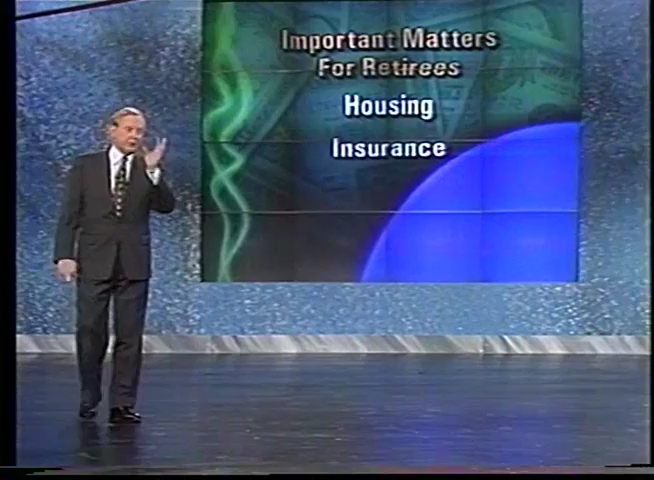 Important Matters
For Retirees
Housing
Insurance